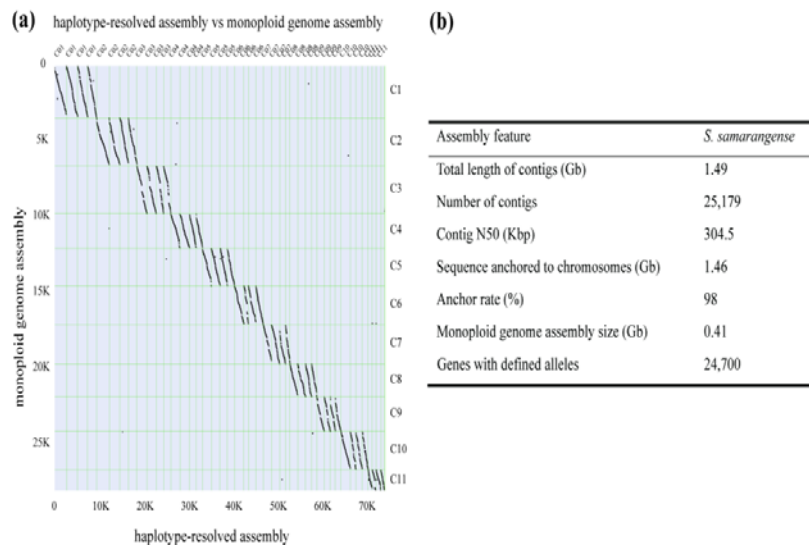 (a)
haplotype-resolved assembly vs monoploid genome assembly
0
5K
10K
15K
20K
25K
monoploid genome assembly
C1
C2
C3
C4
C5
C6
C7
C8
C9
C10
C11
0 10K 20K 30K 40K 50K 60K 70K
haplotype-resolved assembly
(b)
Assembly feature S. samarangense
Total length of contigs (Gb) 1.49
Number of contigs 25,179
Contig N50 (Kbp) 304.5
Sequence anchored to chromosomes (Gb) 1.46
Anchor rate (%) 98
Monoploid genome assembly size (Gb) 0.41
Genes with defined alleles 24,700